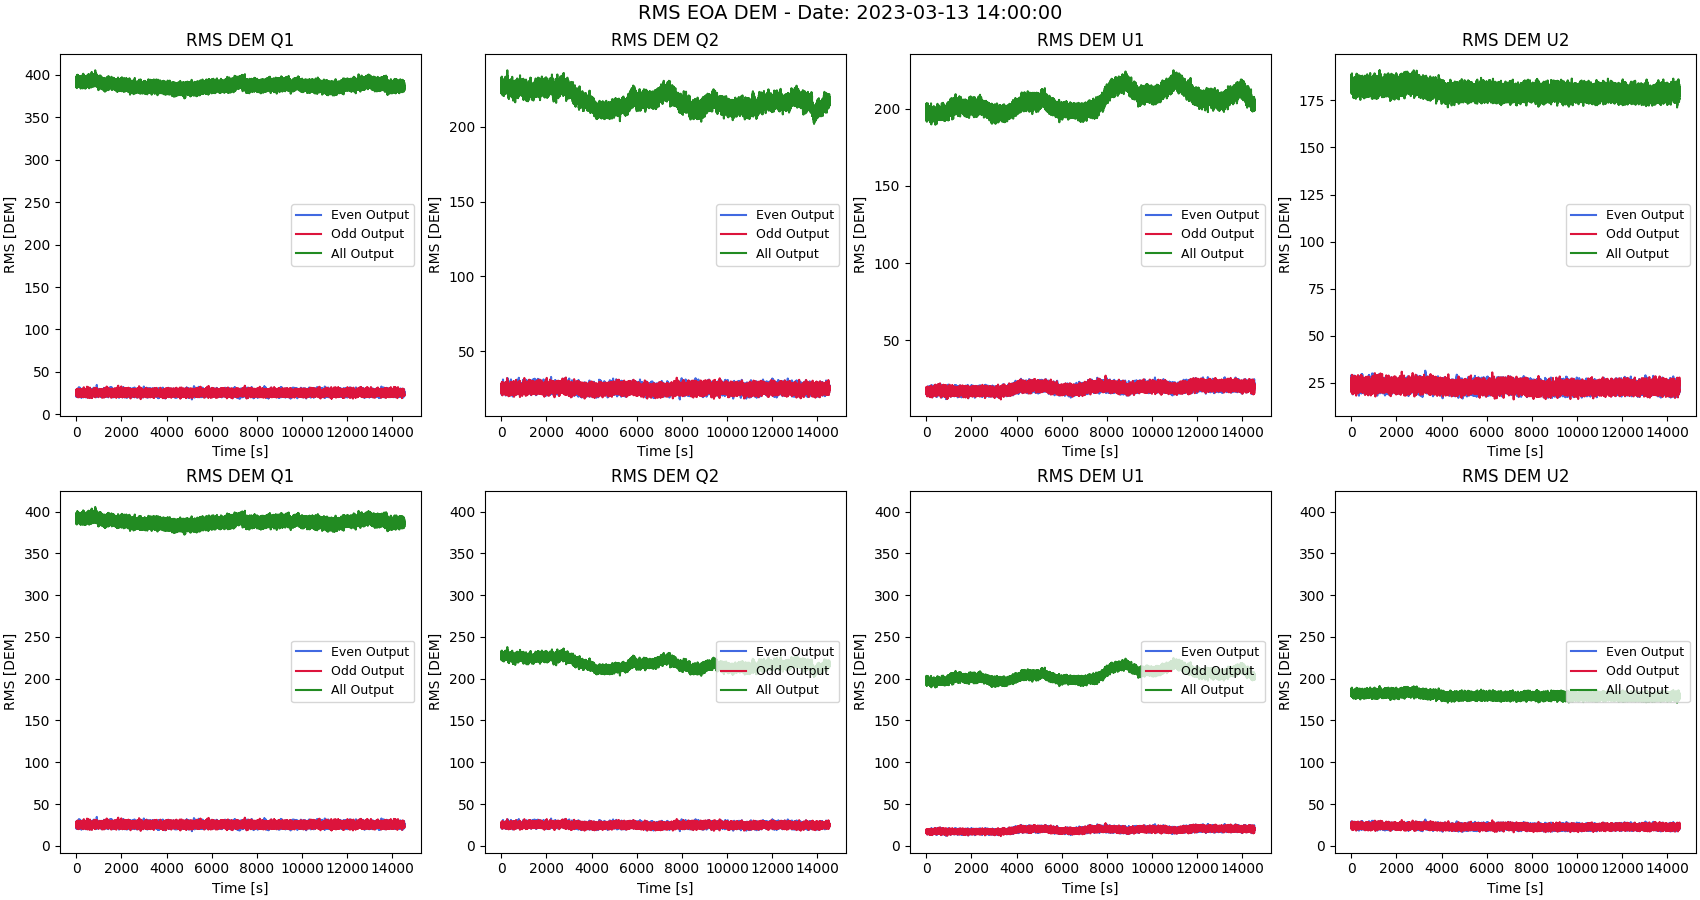 RMS EOA DEM - Date: 2023-03-13 14:00:00
RMS DEM Q1
RMS [DEM]
400
350
300
250
200
150
100
50
0
Even Output
Odd Output
All Output
0 2000 4000 6000 8000 10000 12000 14000
Time [s]
RMS DEM Q2
RMS [DEM]
200
150
100
50
Even Output
Odd Output
All Output
0 2000 4000 6000 8000 10000 12000 14000
Time [s]
RMS DEM U1
RMS [DEM]
200
150
100
50
Even Output
Odd Output
All Output
0 2000 4000 6000 8000 10000 12000 14000
Time [s]
RMS DEM U2
RMS [DEM]
175
150
125
100
75
50
25
Even Output
Odd Output
All Output
0 2000 4000 6000 8000 10000 12000 14000
Time [s]
RMS DEM Q1
RMS [DEM]
400
350
300
250
200
150
100
50
0
Even Output
Odd Output
All Output
0 2000 4000 6000 8000 10000 12000 14000
Time [s]
RMS DEM Q2
RMS [DEM]
400
350
300
250
200
150
100
50
0
Even Output
Odd Output
All Output
0 2000 4000 6000 8000 10000 12000 14000
Time [s]
RMS DEM U1
RMS [DEM]
400
350
300
250
200
150
100
50
0
Even Output
Odd Output
All Output
0 2000 4000 6000 8000 10000 12000 14000
Time [s]
RMS DEM U2
RMS [DEM]
400
350
300
250
200
150
100
50
0
Even Output
Odd Output
All Output
0 2000 4000 6000 8000 10000 12000 14000
Time [s]